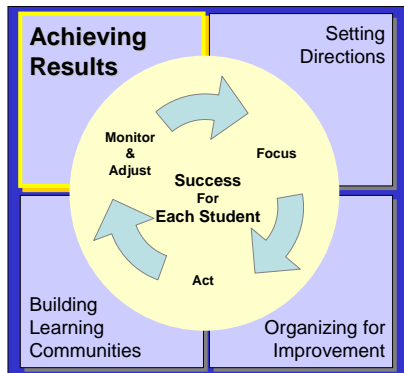 Achieving
Results
Setting
Directions
Monitor
&
Adjust
Focus
Success
For
Each Student
Act
Building
Learning
Communities
Organizing for
Improvement